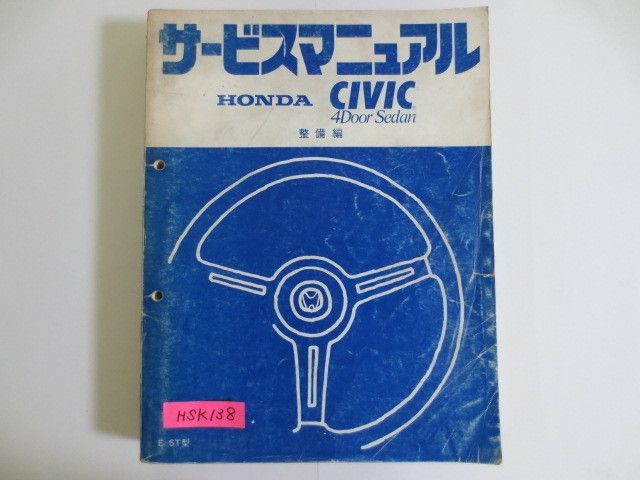 サービスマニュアル
HONDA CIVIC
4Door Sedan
整備編
HSK138
E-ST型